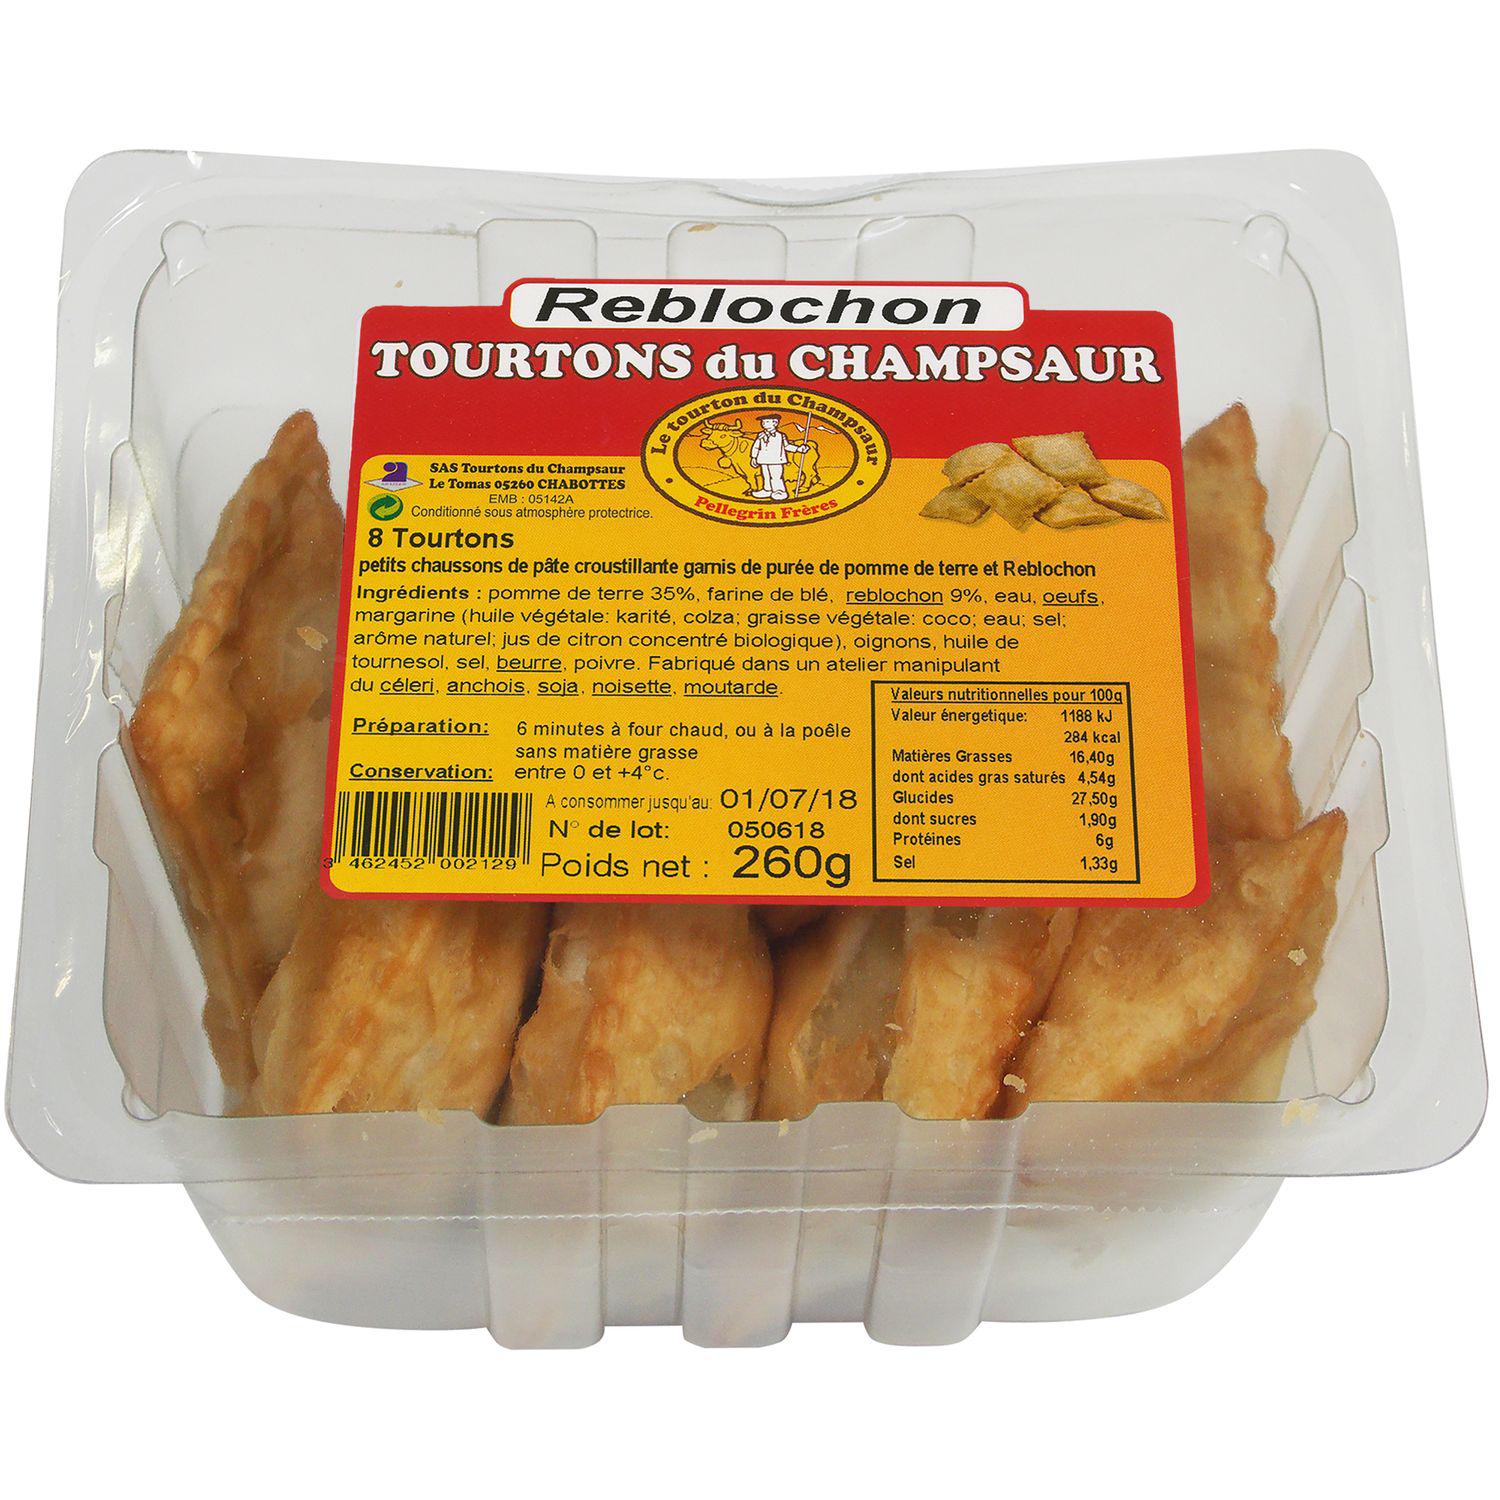 Reblochon
TOURTONS du CHAMPSAUR
Le tourton du Champsaur
Pellegrin Frères
SAS Tourtons du Champsaur
Le Tomas 05260 CHABOTTES
EMB : 05142A
Conditionné sous atmosphère protectrice.
8 Tourtons
petits chaussons de pâte croustillante garnis de purée de pomme de terre et Reblochon
Ingrédients : pomme de terre 35%, farine de blé, reblochon 9%, eau, oeufs,
margarine (huile végétale: karité, colza; graisse végétale: coco; eau; sel;
arôme naturel; jus de citron concentré biologique), oignons, huile de
tournesol, sel, beurre, poivre. Fabriqué dans un atelier manipulant
du céleri, anchois, soja, noisette, moutarde.
Préparation: 6 minutes à four chaud, ou à la poêle
sans matière grasse
Conservation: entre 0 et +4°c.
A consommer jusqu'au: 01/07/18
N° de lot: 050618
Poids net : 260g
3 462452 002129
Valeurs nutritionnelles pour 100g
Valeur énergetique: 1188 kJ
284 kcal
Matières Grasses 16,40g
dont acides gras saturés 4,54g
Glucides 27,50g
dont sucres 1,90g
Protéines 6g
Sel 1,33g